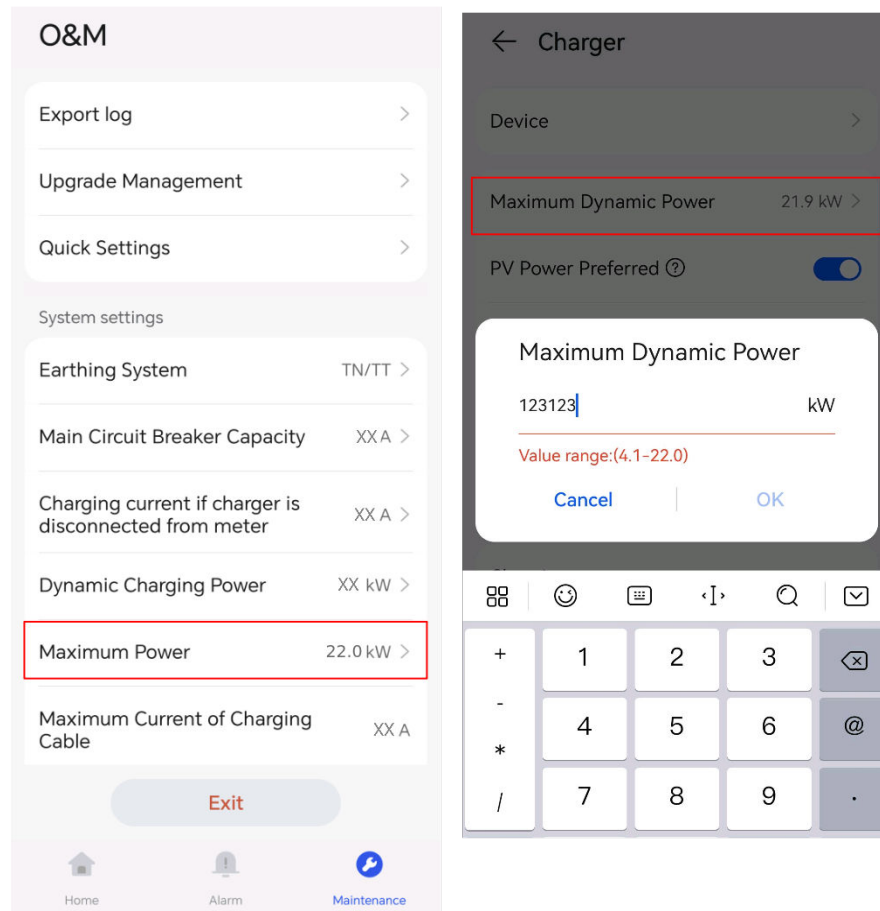 O&M
Export log
Upgrade Management
Quick Settings
System settings
Earthing System TN/TT
Main Circuit Breaker Capacity XX A
Charging current if charger is
disconnected from meter XX A
Dynamic Charging Power XX kW
Maximum Power 22.0 kW
Maximum Current of Charging
Cable XX A
Exit
Home Alarm Maintenance
Charger
Device
Maximum Dynamic Power 21.9 kW
PV Power Preferred ?
Maximum Dynamic Power
123123 kW
Value range:(4.1-22.0)
Cancel OK
+ 1 2 3
- 4 5 6 @
*
/ 7 8 9 .